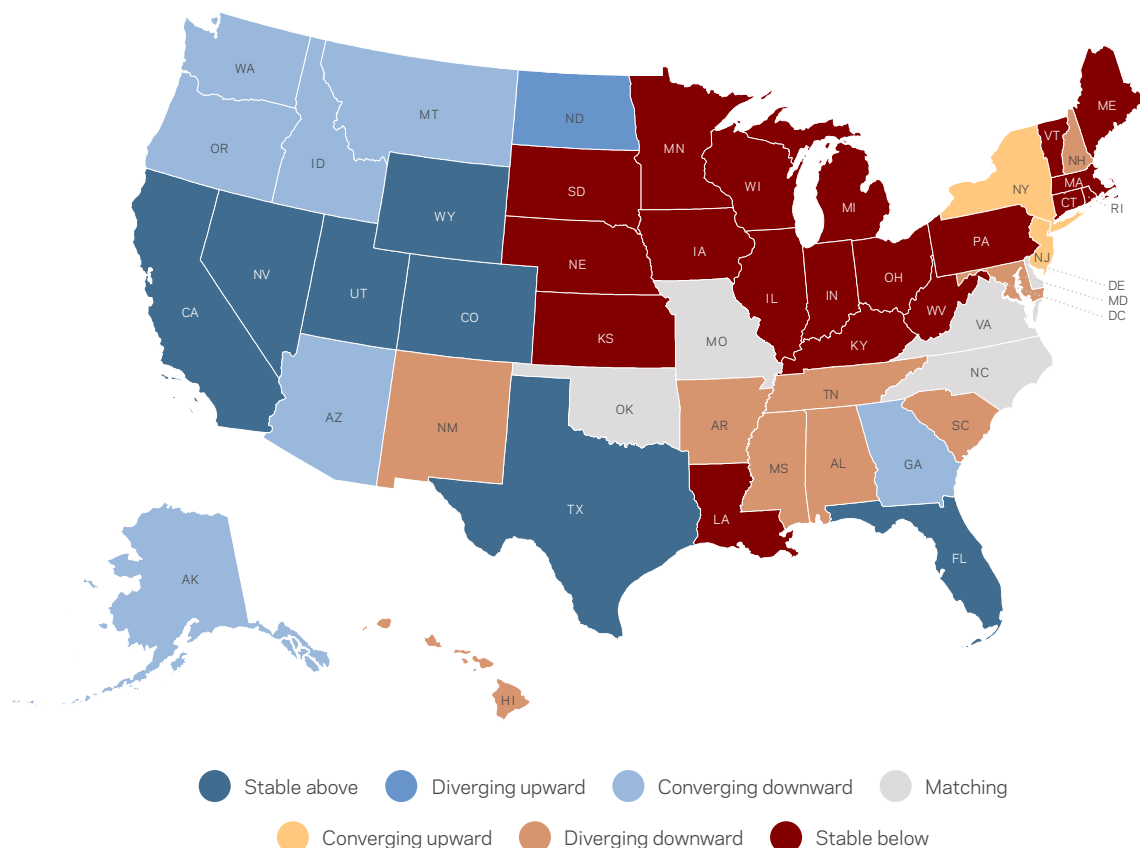 ME
WA
MT
ND
VT
OR
MN
NH
ID
WI
MA
SD
NY
CT
MI
RI
WY
PA
IA
NE
NJ
NV
OH
UT
DE
IL
IN
MD
CA
CO
WV
DC
VA
KS
MO
KY
NC
TN
OK
AZ
NM
AR
SC
MS
AL
GA
TX
LA
FL
AK
HI
Stable above
Diverging upward
Converging downward
Matching
Converging upward
Diverging downward
Stable below